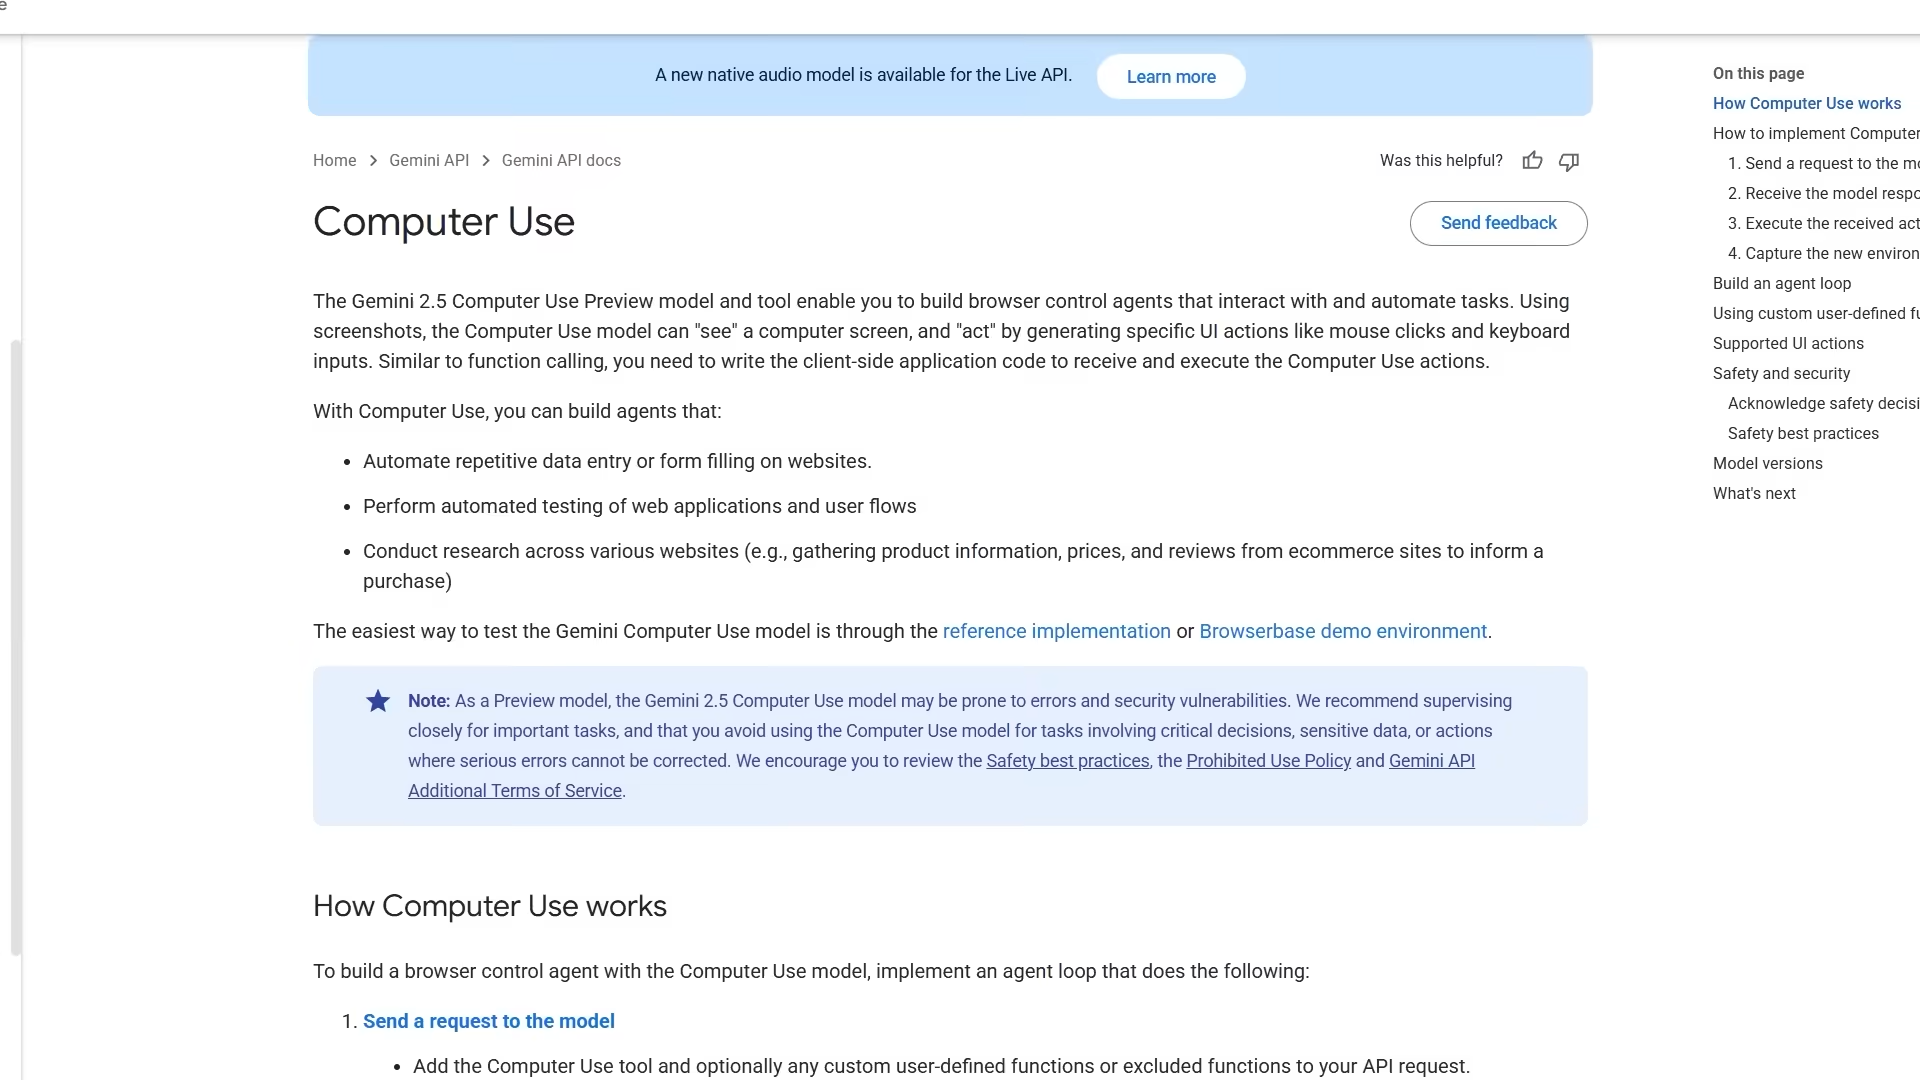 A new native audio model is available for the Live API. Learn more
Home > Gemini API > Gemini API docs
Was this helpful?
Computer Use
Send feedback
The Gemini 2.5 Computer Use Preview model and tool enable you to build browser control agents that interact with and automate tasks. Using
screenshots, the Computer Use model can "see" a computer screen, and "act" by generating specific UI actions like mouse clicks and keyboard
inputs. Similar to function calling, you need to write the client-side application code to receive and execute the Computer Use actions.
With Computer Use, you can build agents that:
• Automate repetitive data entry or form filling on websites.
• Perform automated testing of web applications and user flows
• Conduct research across various websites (e.g., gathering product information, prices, and reviews from ecommerce sites to inform a
purchase)
The easiest way to test the Gemini Computer Use model is through the reference implementation or Browserbase demo environment.
Note: As a Preview model, the Gemini 2.5 Computer Use model may be prone to errors and security vulnerabilities. We recommend supervising
closely for important tasks, and that you avoid using the Computer Use model for tasks involving critical decisions, sensitive data, or actions
where serious errors cannot be corrected. We encourage you to review the Safety best practices, the Prohibited Use Policy and Gemini API
Additional Terms of Service.
How Computer Use works
To build a browser control agent with the Computer Use model, implement an agent loop that does the following:
1. Send a request to the model
• Add the Computer Use tool and optionally any custom user-defined functions or excluded functions to your API request.
On this page
How Computer Use works
How to implement Computer
1. Send a request to the
2. Receive the model
3. Execute the received
4. Capture the new
Build an agent loop
Using custom user-defined
Supported UI actions
Safety and security
Acknowledge safety
Safety best practices
Model versions
What's next